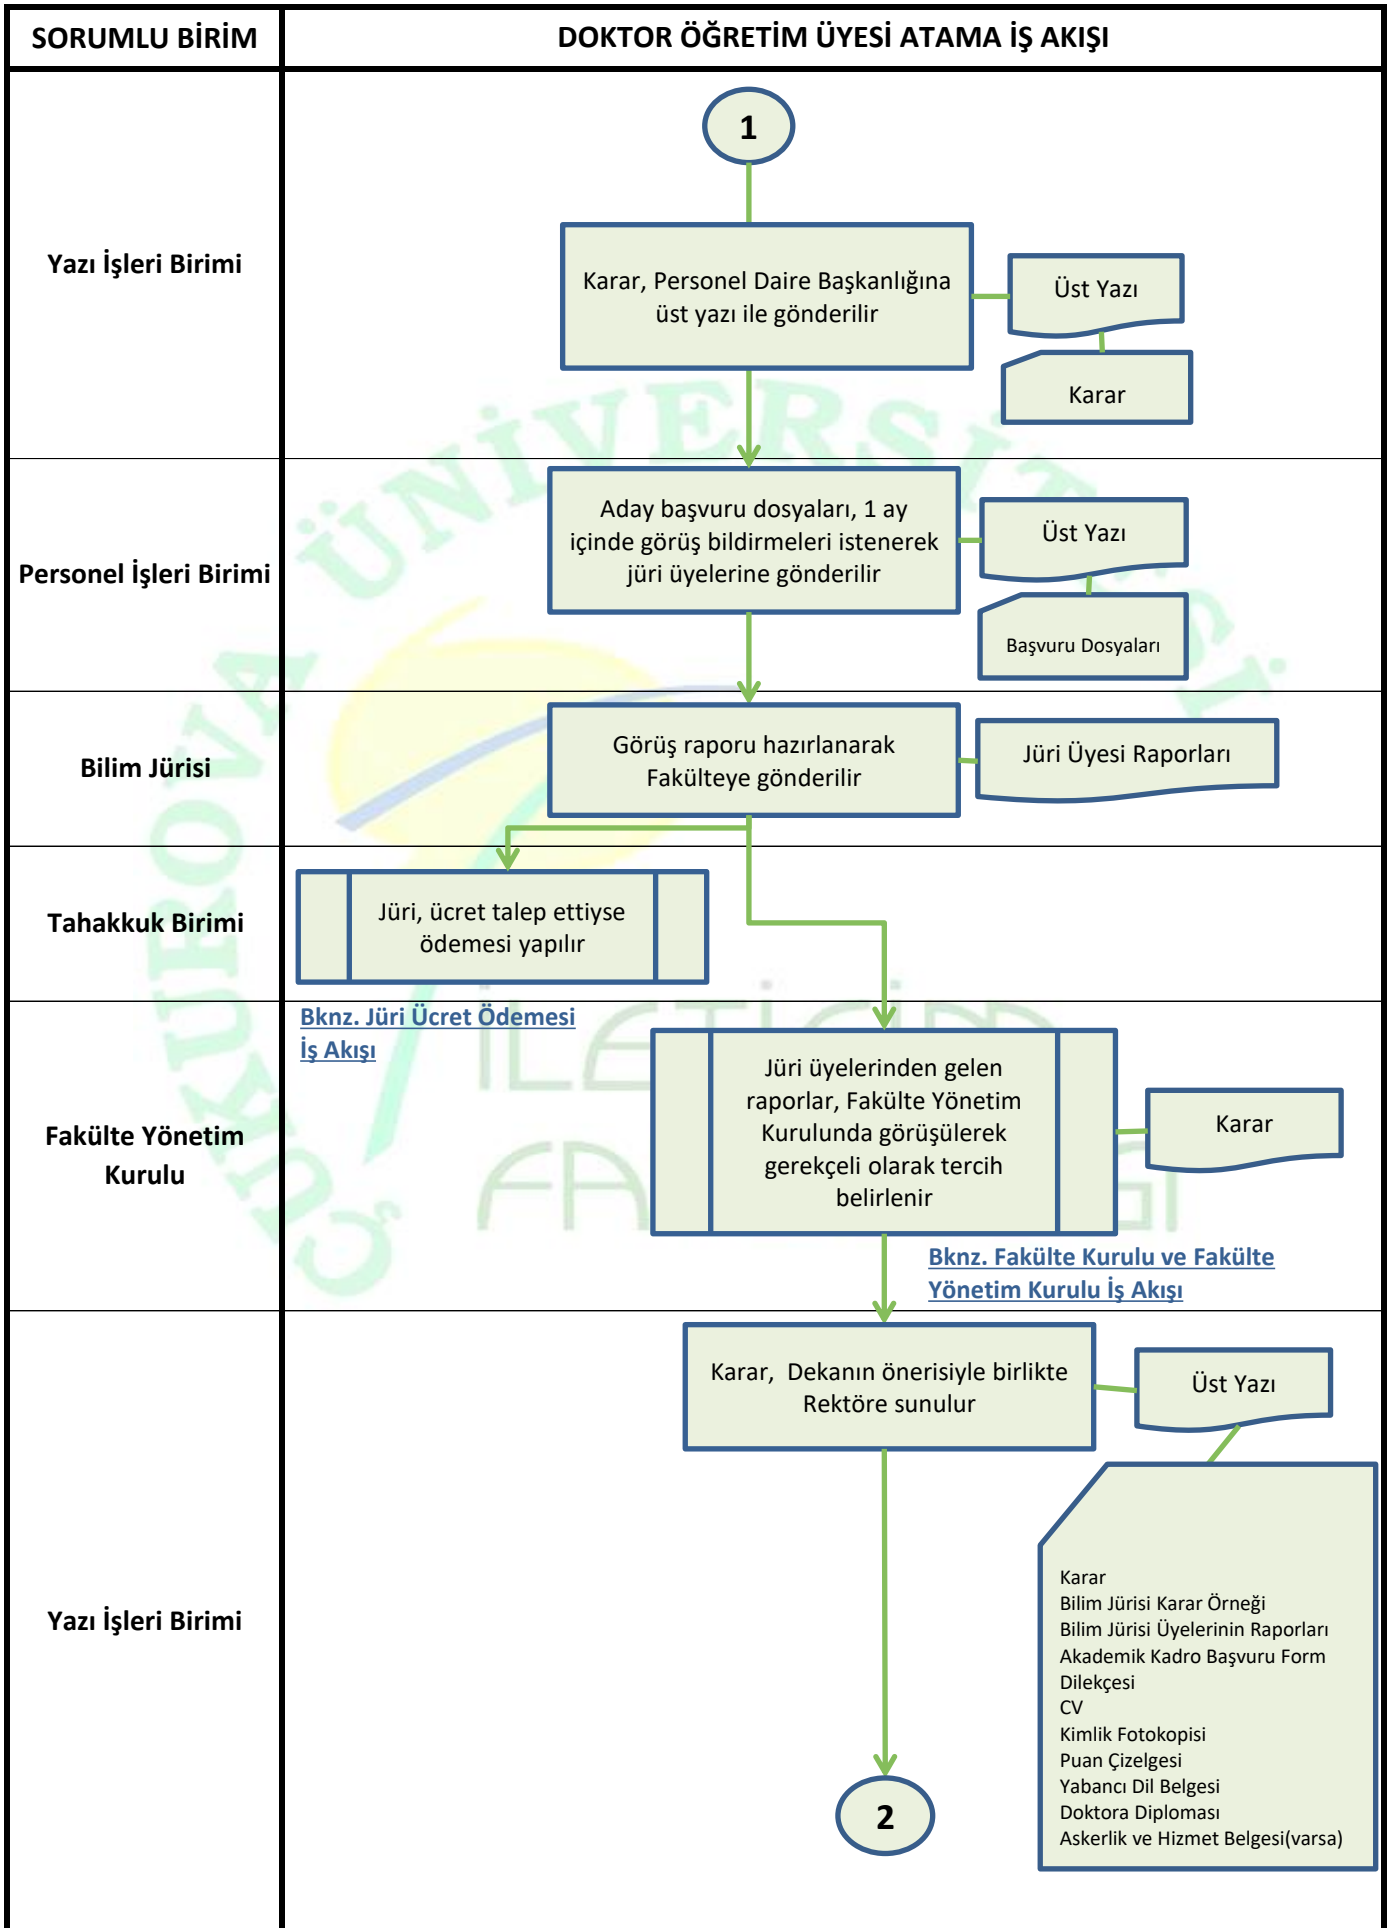 SORUMLU BİRİM
DOKTOR ÖĞRETİM ÜYESİ ATAMA İŞ AKIŞI
1
Yazı İşleri Birimi
Karar, Personel Daire Başkanlığına
üst yazı ile gönderilir
Üst Yazı
Karar
Personel İşleri Birimi
Aday başvuru dosyaları, 1 ay
içinde görüş bildirmeleri istenerek
jüri üyelerine gönderilir
Üst Yazı
Başvuru Dosyaları
Bilim Jürisi
Görüş raporu hazırlanarak
Fakülteye gönderilir
Jüri Üyesi Raporları
Tahakkuk Birimi
Jüri, ücret talep ettiyse
ödemesi yapılır
Bknz. Jüri Ücret Ödemesi
İş Akışı
Fakülte Yönetim
Kurulu
Jüri üyelerinden gelen
raporlar, Fakülte Yönetim
Kurulunda görüşülerek
gerekçeli olarak tercih
belirlenir
Karar
Bknz. Fakülte Kurulu ve Fakülte
Yönetim Kurulu İş Akışı
Yazı İşleri Birimi
Karar,  Dekanın önerisiyle birlikte
Rektöre sunulur
Üst Yazı
Karar
Bilim Jürisi Karar Örneği
Bilim Jürisi Üyelerinin Raporları
Akademik Kadro Başvuru Form
Dilekçesi
CV
Kimlik Fotokopisi
Puan Çizelgesi
Yabancı Dil Belgesi
Doktora Diploması
Askerlik ve Hizmet Belgesi(varsa)
2
ÇUKUROVA ÜNİVERSİTESİ
İLETİŞİM